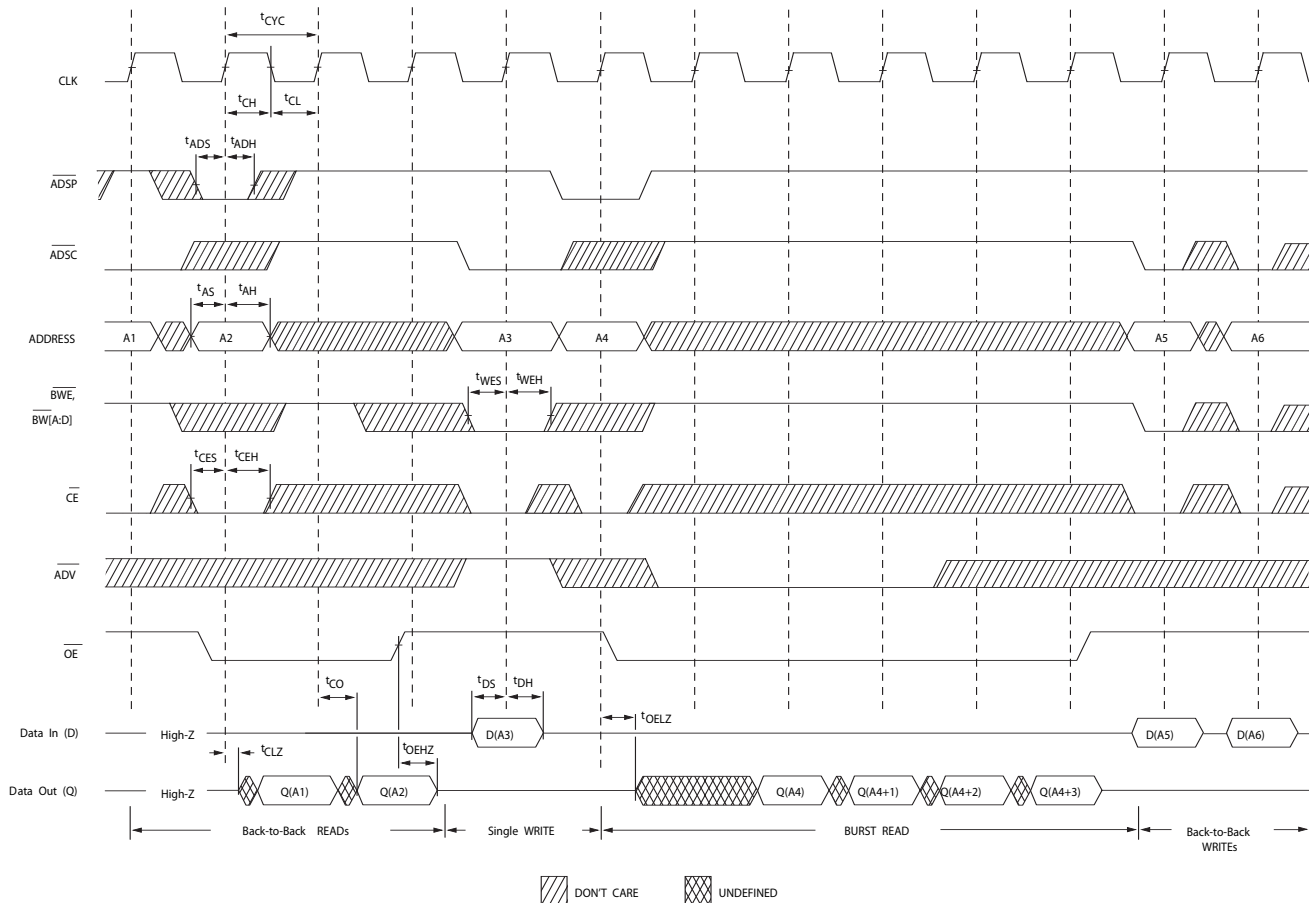 tCYC
CLK
tCH tCL
tADS tADH
ADSP
ADSC
tAS tAH
ADDRESS A1 A2 A3 A4 A5 A6
BWE,
BW[A:D]
tWES tWEH
tCES tCEH
CE
ADV
OE
tCO tDS tDH
tOELZ
Data In (D) High-Z D(A3) D(A5) D(A6)
tCLZ tOEHZ
Data Out (Q) High-Z Q(A1) Q(A2) Q(A4) Q(A4+1) Q(A4+2) Q(A4+3)
Back-to-Back READs Single WRITE BURST READ Back-to-Back
WRITEs
DON'T CARE UNDEFINED